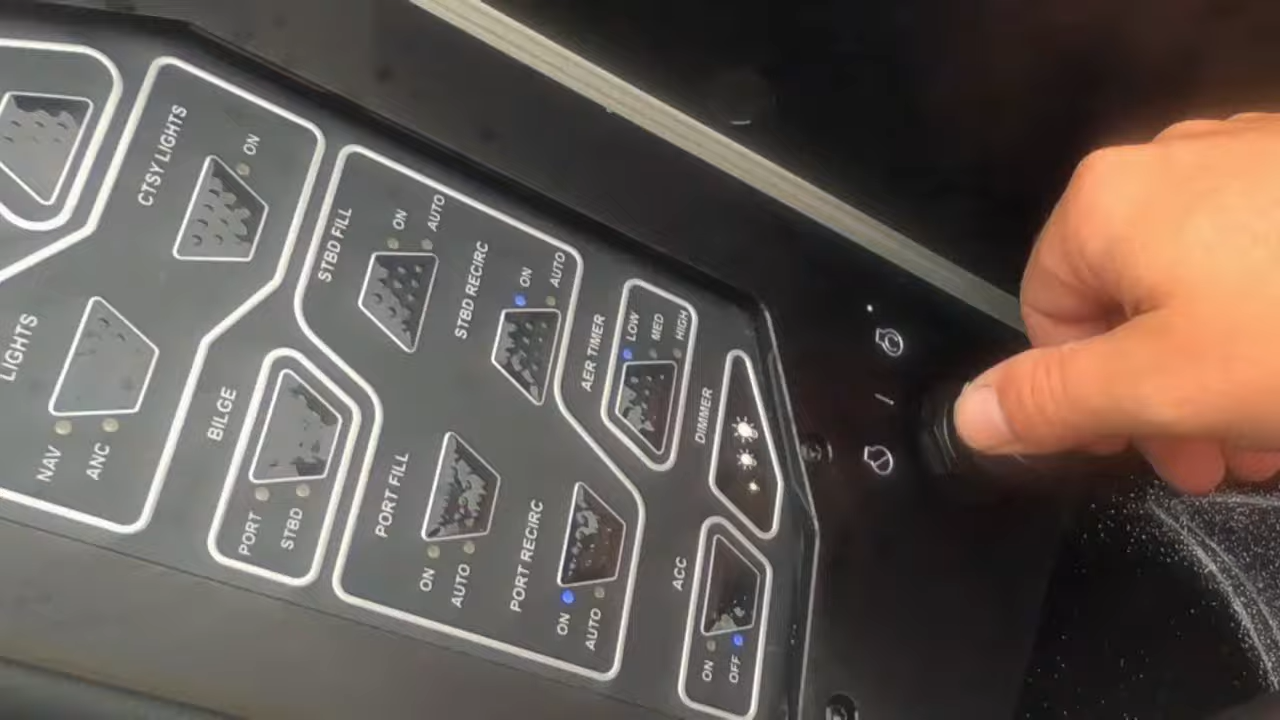 CTSY LIGHTS
ON
LIGHTS
NAV
ANC
BILGE
PORT
STBD
STBD FILL
ON
AUTO
STBD RECIRC
ON
AUTO
PORT FILL
ON
AUTO
PORT RECIRC
ON
AUTO
AER TIMER
LOW
MED
HIGH
DIMMER
ACC
ON
OFF